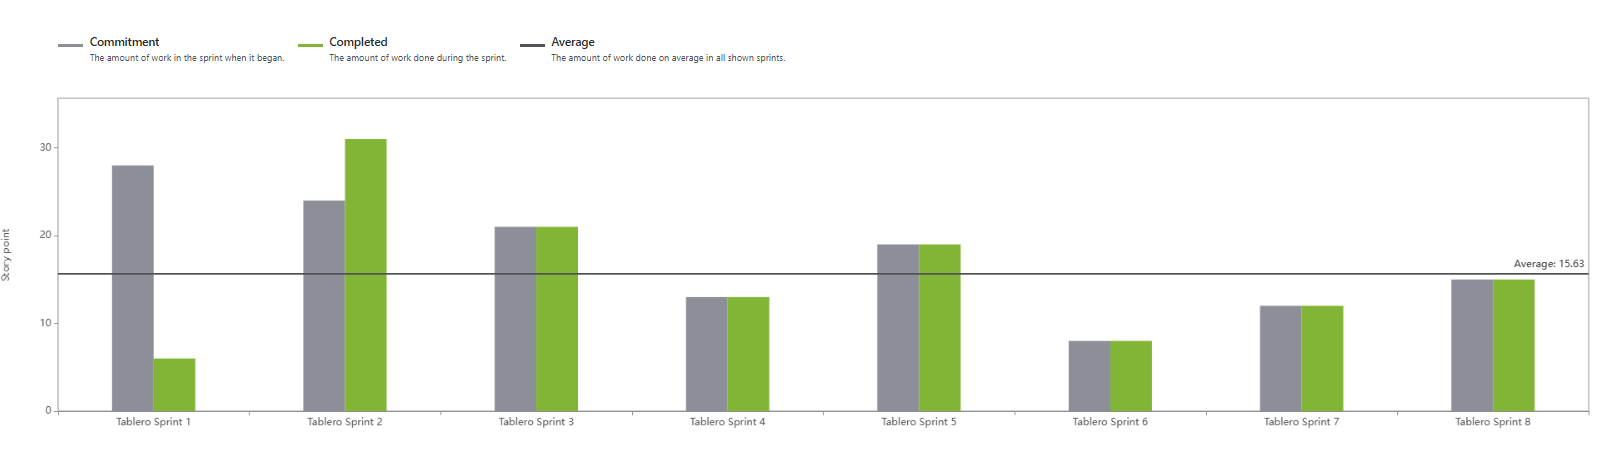 Commitment
The amount of work in the sprint when it began.
Completed
The amount of work done during the sprint.
Average
The amount of work done on average in all shown sprints.
Story point
30
20
10
0
Average: 15.63
Tablero Sprint 1
Tablero Sprint 2
Tablero Sprint 3
Tablero Sprint 4
Tablero Sprint 5
Tablero Sprint 6
Tablero Sprint 7
Tablero Sprint 8